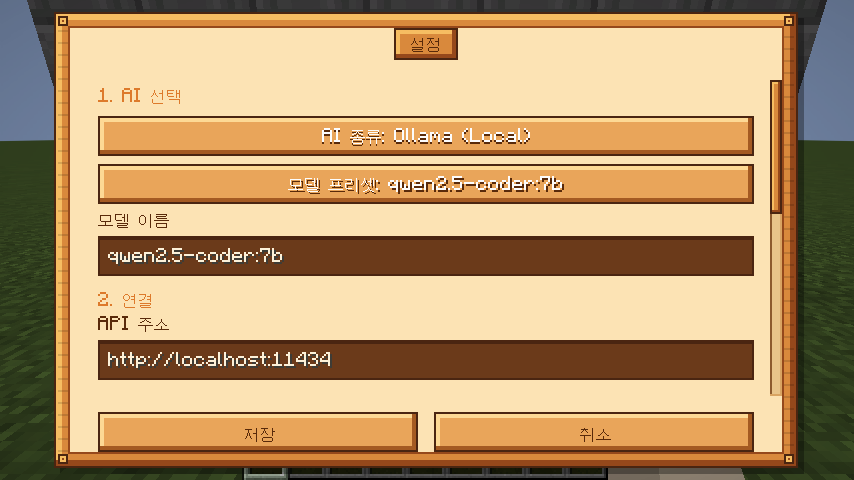 설정
1. AI 선택
AI 종류: Ollama (Local)
모델 프리셋: qwen2.5-coder:7b
모델 이름
qwen2.5-coder:7b
2. 연결
API 주소
http://localhost:11434
저장
취소